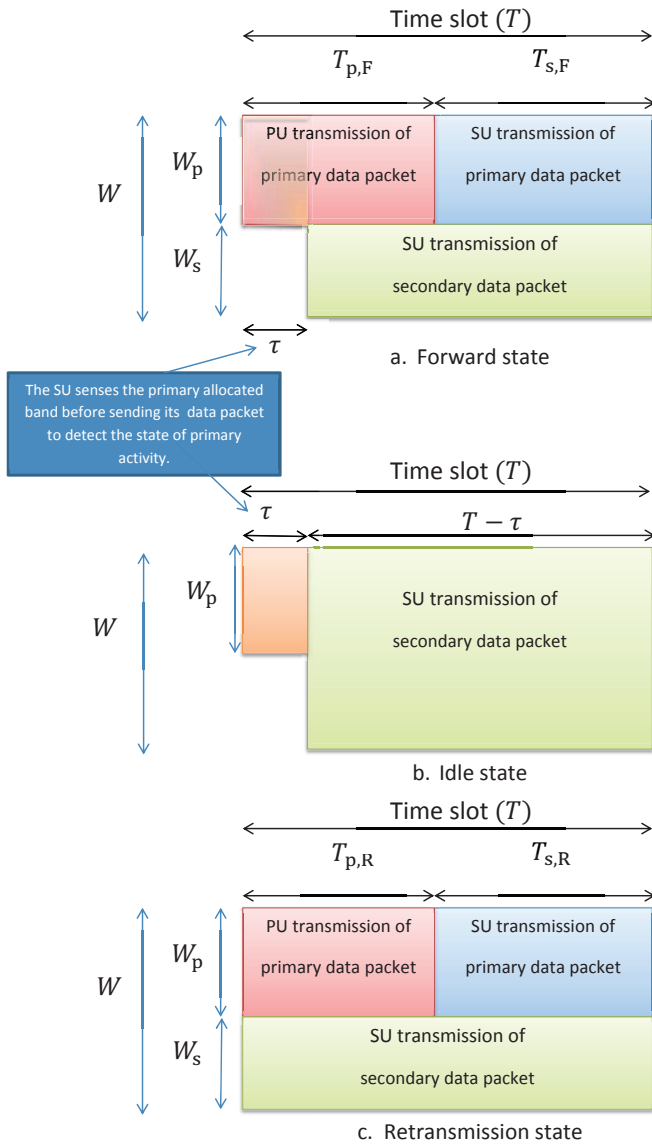 Time slot (T)
T_p,F
T_s,F
PU transmission of
primary data packet
SU transmission of
primary data packet
W_p
W
W_s
SU transmission of
secondary data packet
τ
a. Forward state
The SU senses the primary allocated
band before sending its data packet
to detect the state of primary
activity.
Time slot (T)
τ
T − τ
W_p
W
SU transmission of
secondary data packet
b. Idle state
Time slot (T)
T_p,R
T_s,R
PU transmission of
primary data packet
SU transmission of
primary data packet
W_p
W
W_s
SU transmission of
secondary data packet
c. Retransmission state